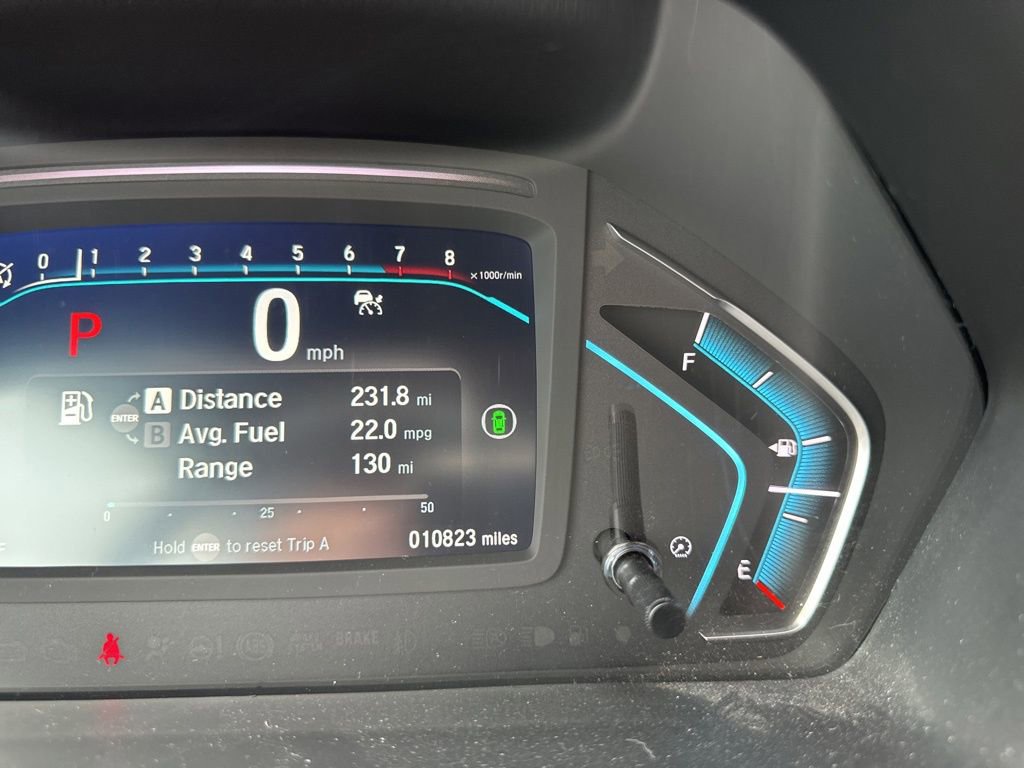 0 1 2 3 4 5 6 7 8
×1000r/min
P
0 mph
F
ENTER
A Distance 231.8 mi
B Avg. Fuel 22.0 mpg
Range 130 mi
0 25 50
Hold ENTER to reset Trip A
010823 miles
E
BRAKE